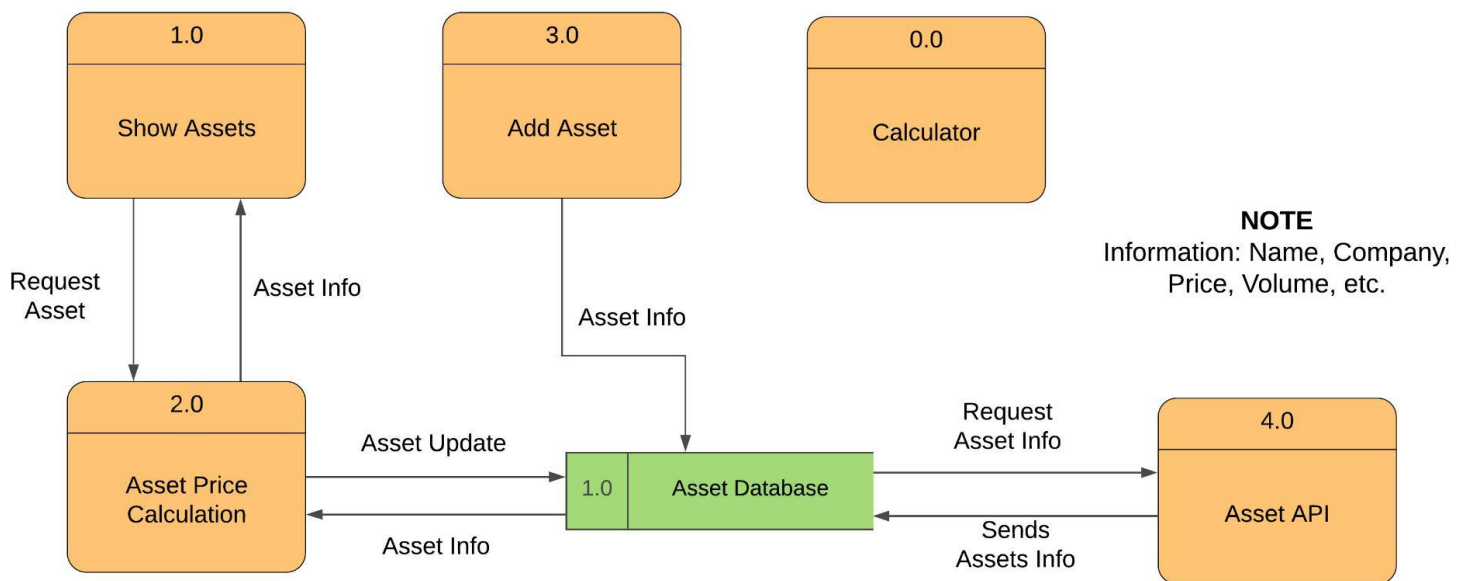 1.0
Show Assets
3.0
Add Asset
0.0
Calculator
NOTE
Information: Name, Company,
Price, Volume, etc.
Request
Asset
Asset Info
Asset Info
2.0
Asset Price
Calculation
Asset Update
Asset Info
1.0
Asset Database
Request
Asset Info
Sends
Assets Info
4.0
Asset API